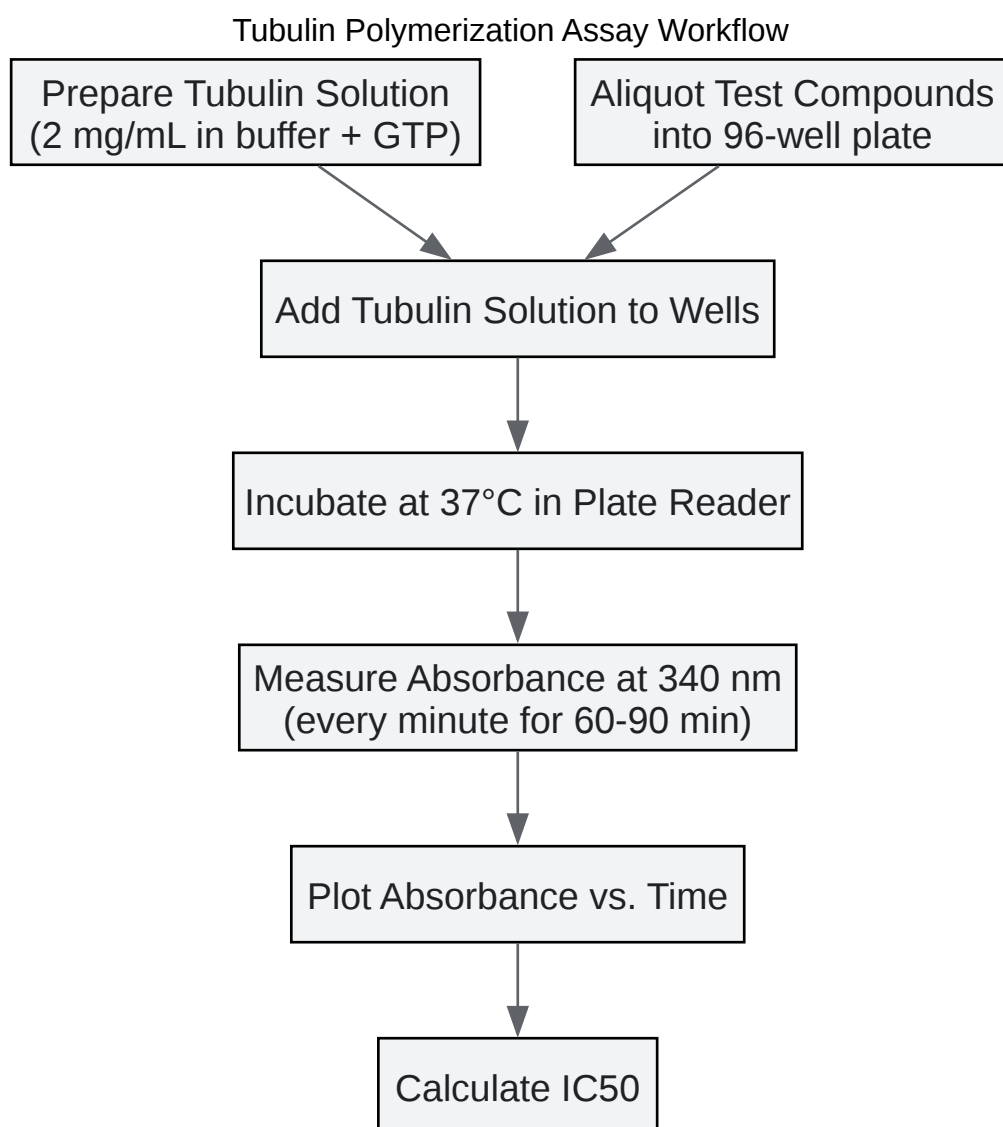 Tubulin Polymerization Assay Workflow
Prepare Tubulin Solution
(2 mg/mL in buffer + GTP)
Aliquot Test Compounds
into 96-well plate
Add Tubulin Solution to Wells
Incubate at 37°C in Plate Reader
Measure Absorbance at 340 nm
(every minute for 60-90 min)
Plot Absorbance vs. Time
Calculate IC50